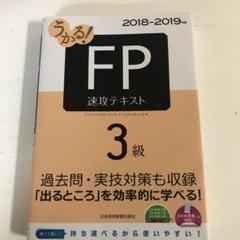 うかる!
2018-2019年版
FP
速攻テキスト
3級
過去問・実技対策も収録
「出るところ」を効率的に学べる!
日本経済新聞出版社
持ち運べるから使いやすい!